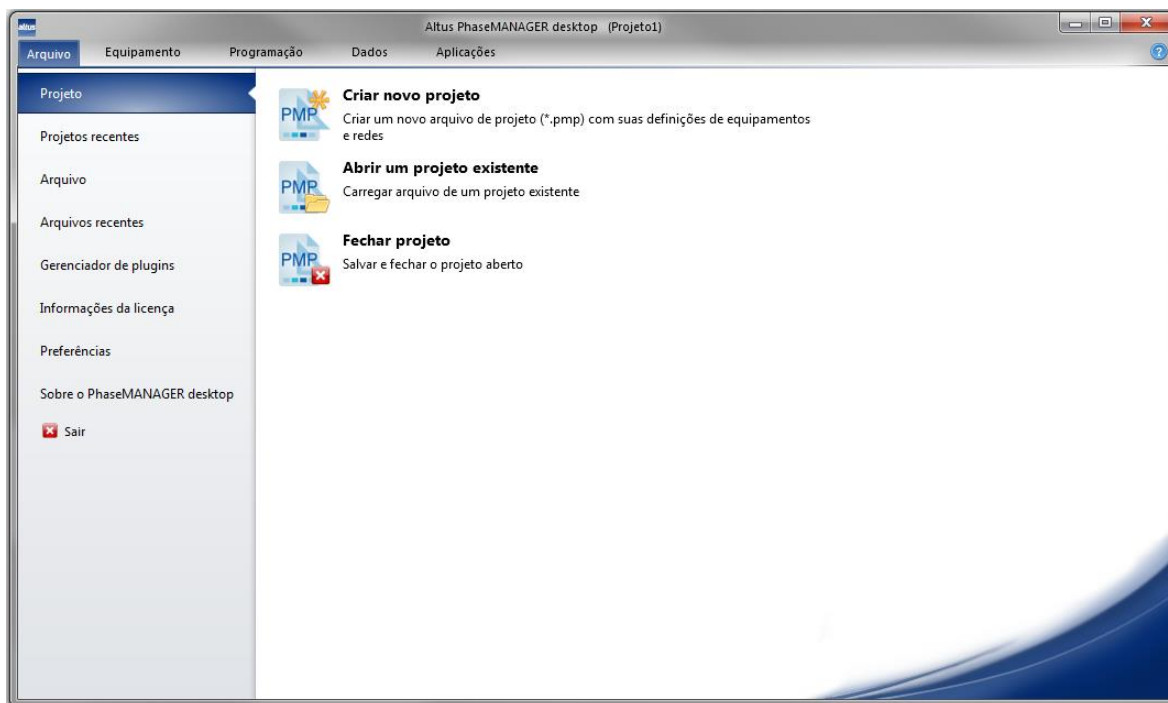 altus
Altus PhaseMANAGER desktop (Projeto1)
Arquivo Equipamento Programação Dados Aplicações
Projeto
Projetos recentes
Arquivo
Arquivos recentes
Gerenciador de plugins
Informações da licença
Preferências
Sobre o PhaseMANAGER desktop
Sair
PMP
Criar novo projeto
Criar um novo arquivo de projeto (*.pmp) com suas definições de equipamentos
e redes
PMP
Abrir um projeto existente
Carregar arquivo de um projeto existente
PMP
Fechar projeto
Salvar e fechar o projeto aberto